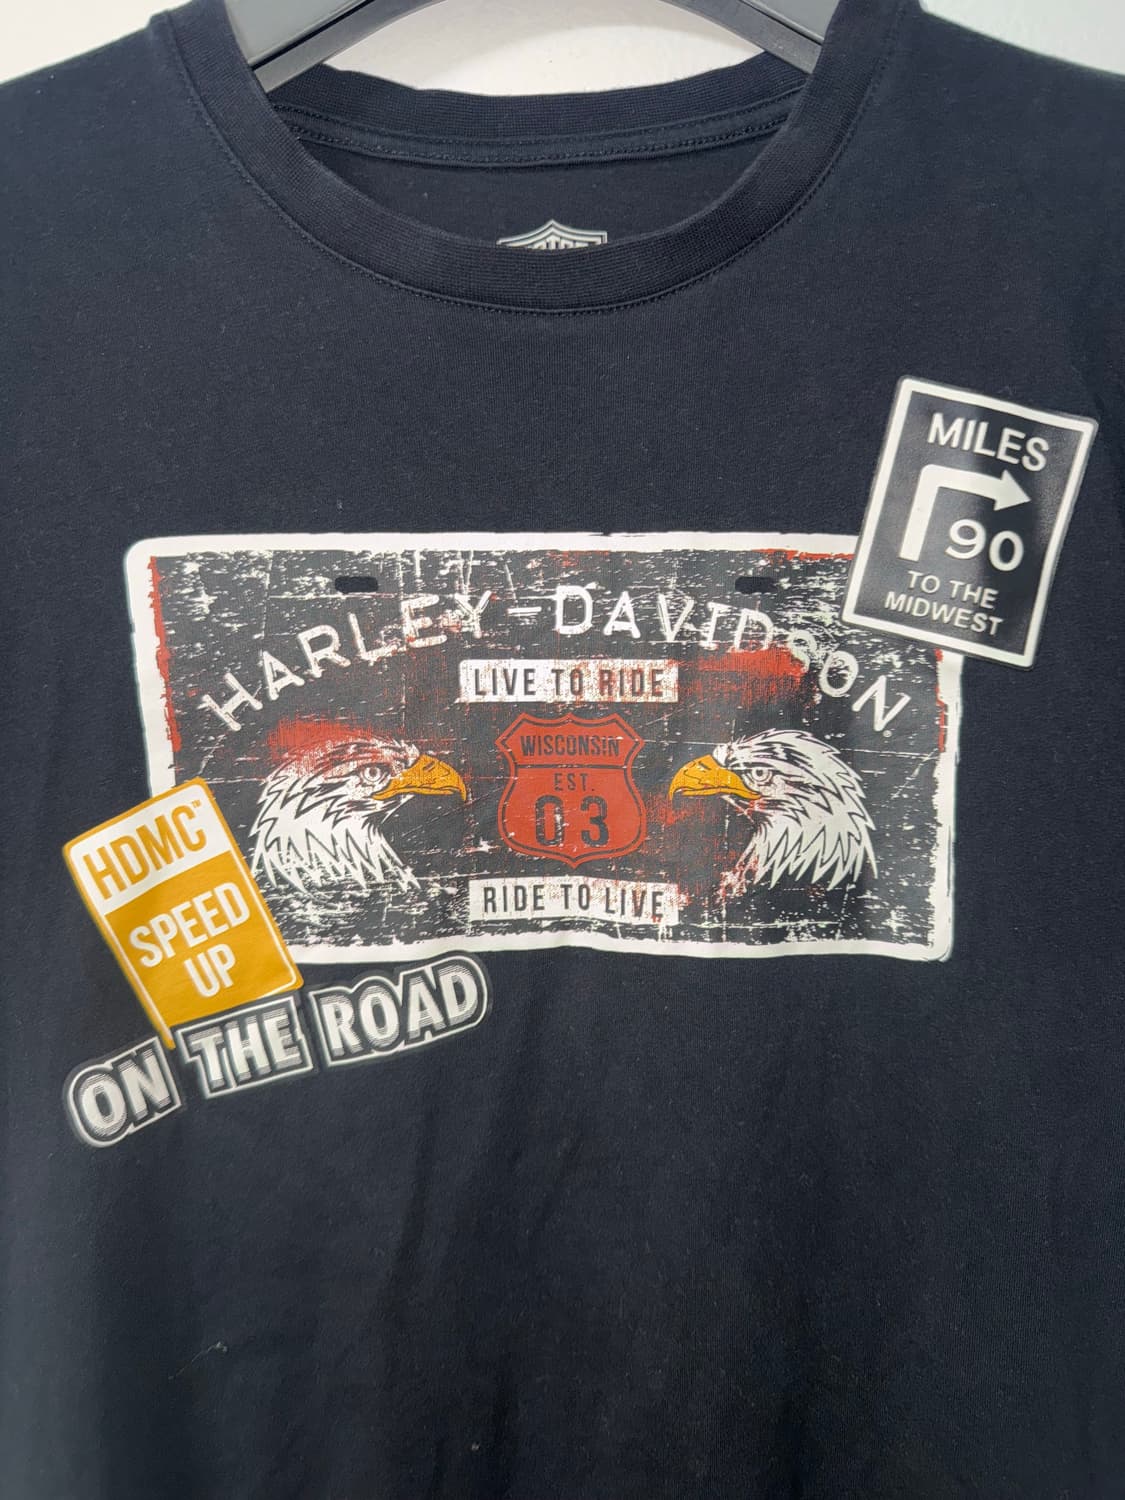 MILES
90
TO THE
MIDWEST
HARLEY-DAVIDSON®
LIVE TO RIDE
WISCONSIN
EST.
03
RIDE TO LIVE
HDMC™
SPEED
UP
ON THE ROAD